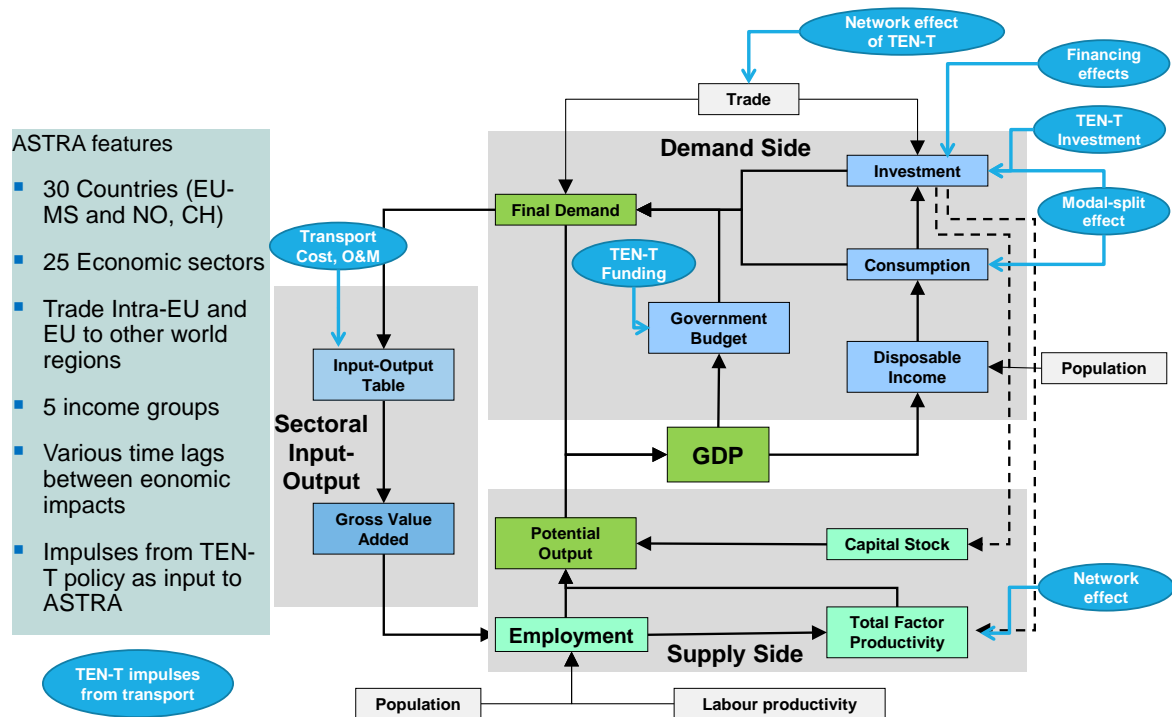 Network effect
of TEN-T
Financing
effects
Trade
TEN-T
Investment
ASTRA features
Demand Side
30 Countries (EU-
MS and NO, CH)
Investment
Final Demand
Modal-split
effect
Transport
Cost, O&M
25 Economic sectors
TEN-T
Funding
Consumption
Trade Intra-EU and
EU to other world
regions
Government
Budget
Input-Output
Table
Disposable
Income
Population
5 income groups
Sectoral
Input-
Output
GDP
Various time lags
between eonomic
impacts
Gross Value
Added
Potential
Output
Capital Stock
Impulses from TEN-
T policy as input to
ASTRA
Network
effect
Employment
Total Factor
Productivity
Supply Side
TEN-T impulses
from transport
Population
Labour productivity